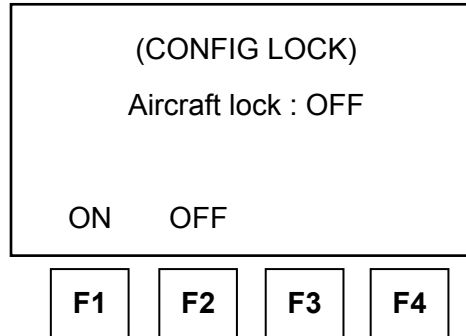 (CONFIG LOCK)
Aircraft lock : OFF
ON OFF
F1 F2 F3 F4